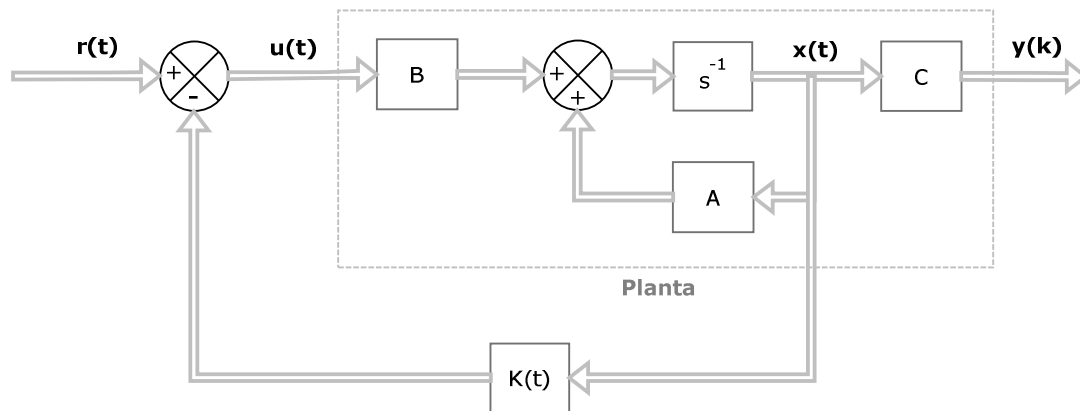 r(t)
u(t)
x(t)
y(k)
+
-
B
+
+
s⁻¹
C
A
Planta
K(t)